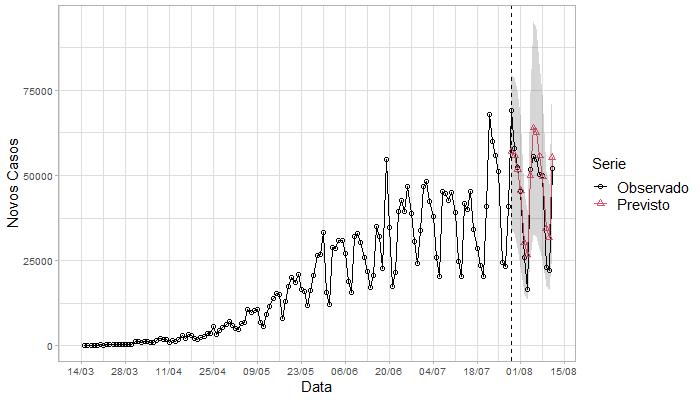 Novos Casos
75000
50000
25000
0
14/03 28/03 11/04 25/04 09/05 23/05 06/06 20/06 04/07 18/07 01/08 15/08
Data
Serie
Observado
Previsto